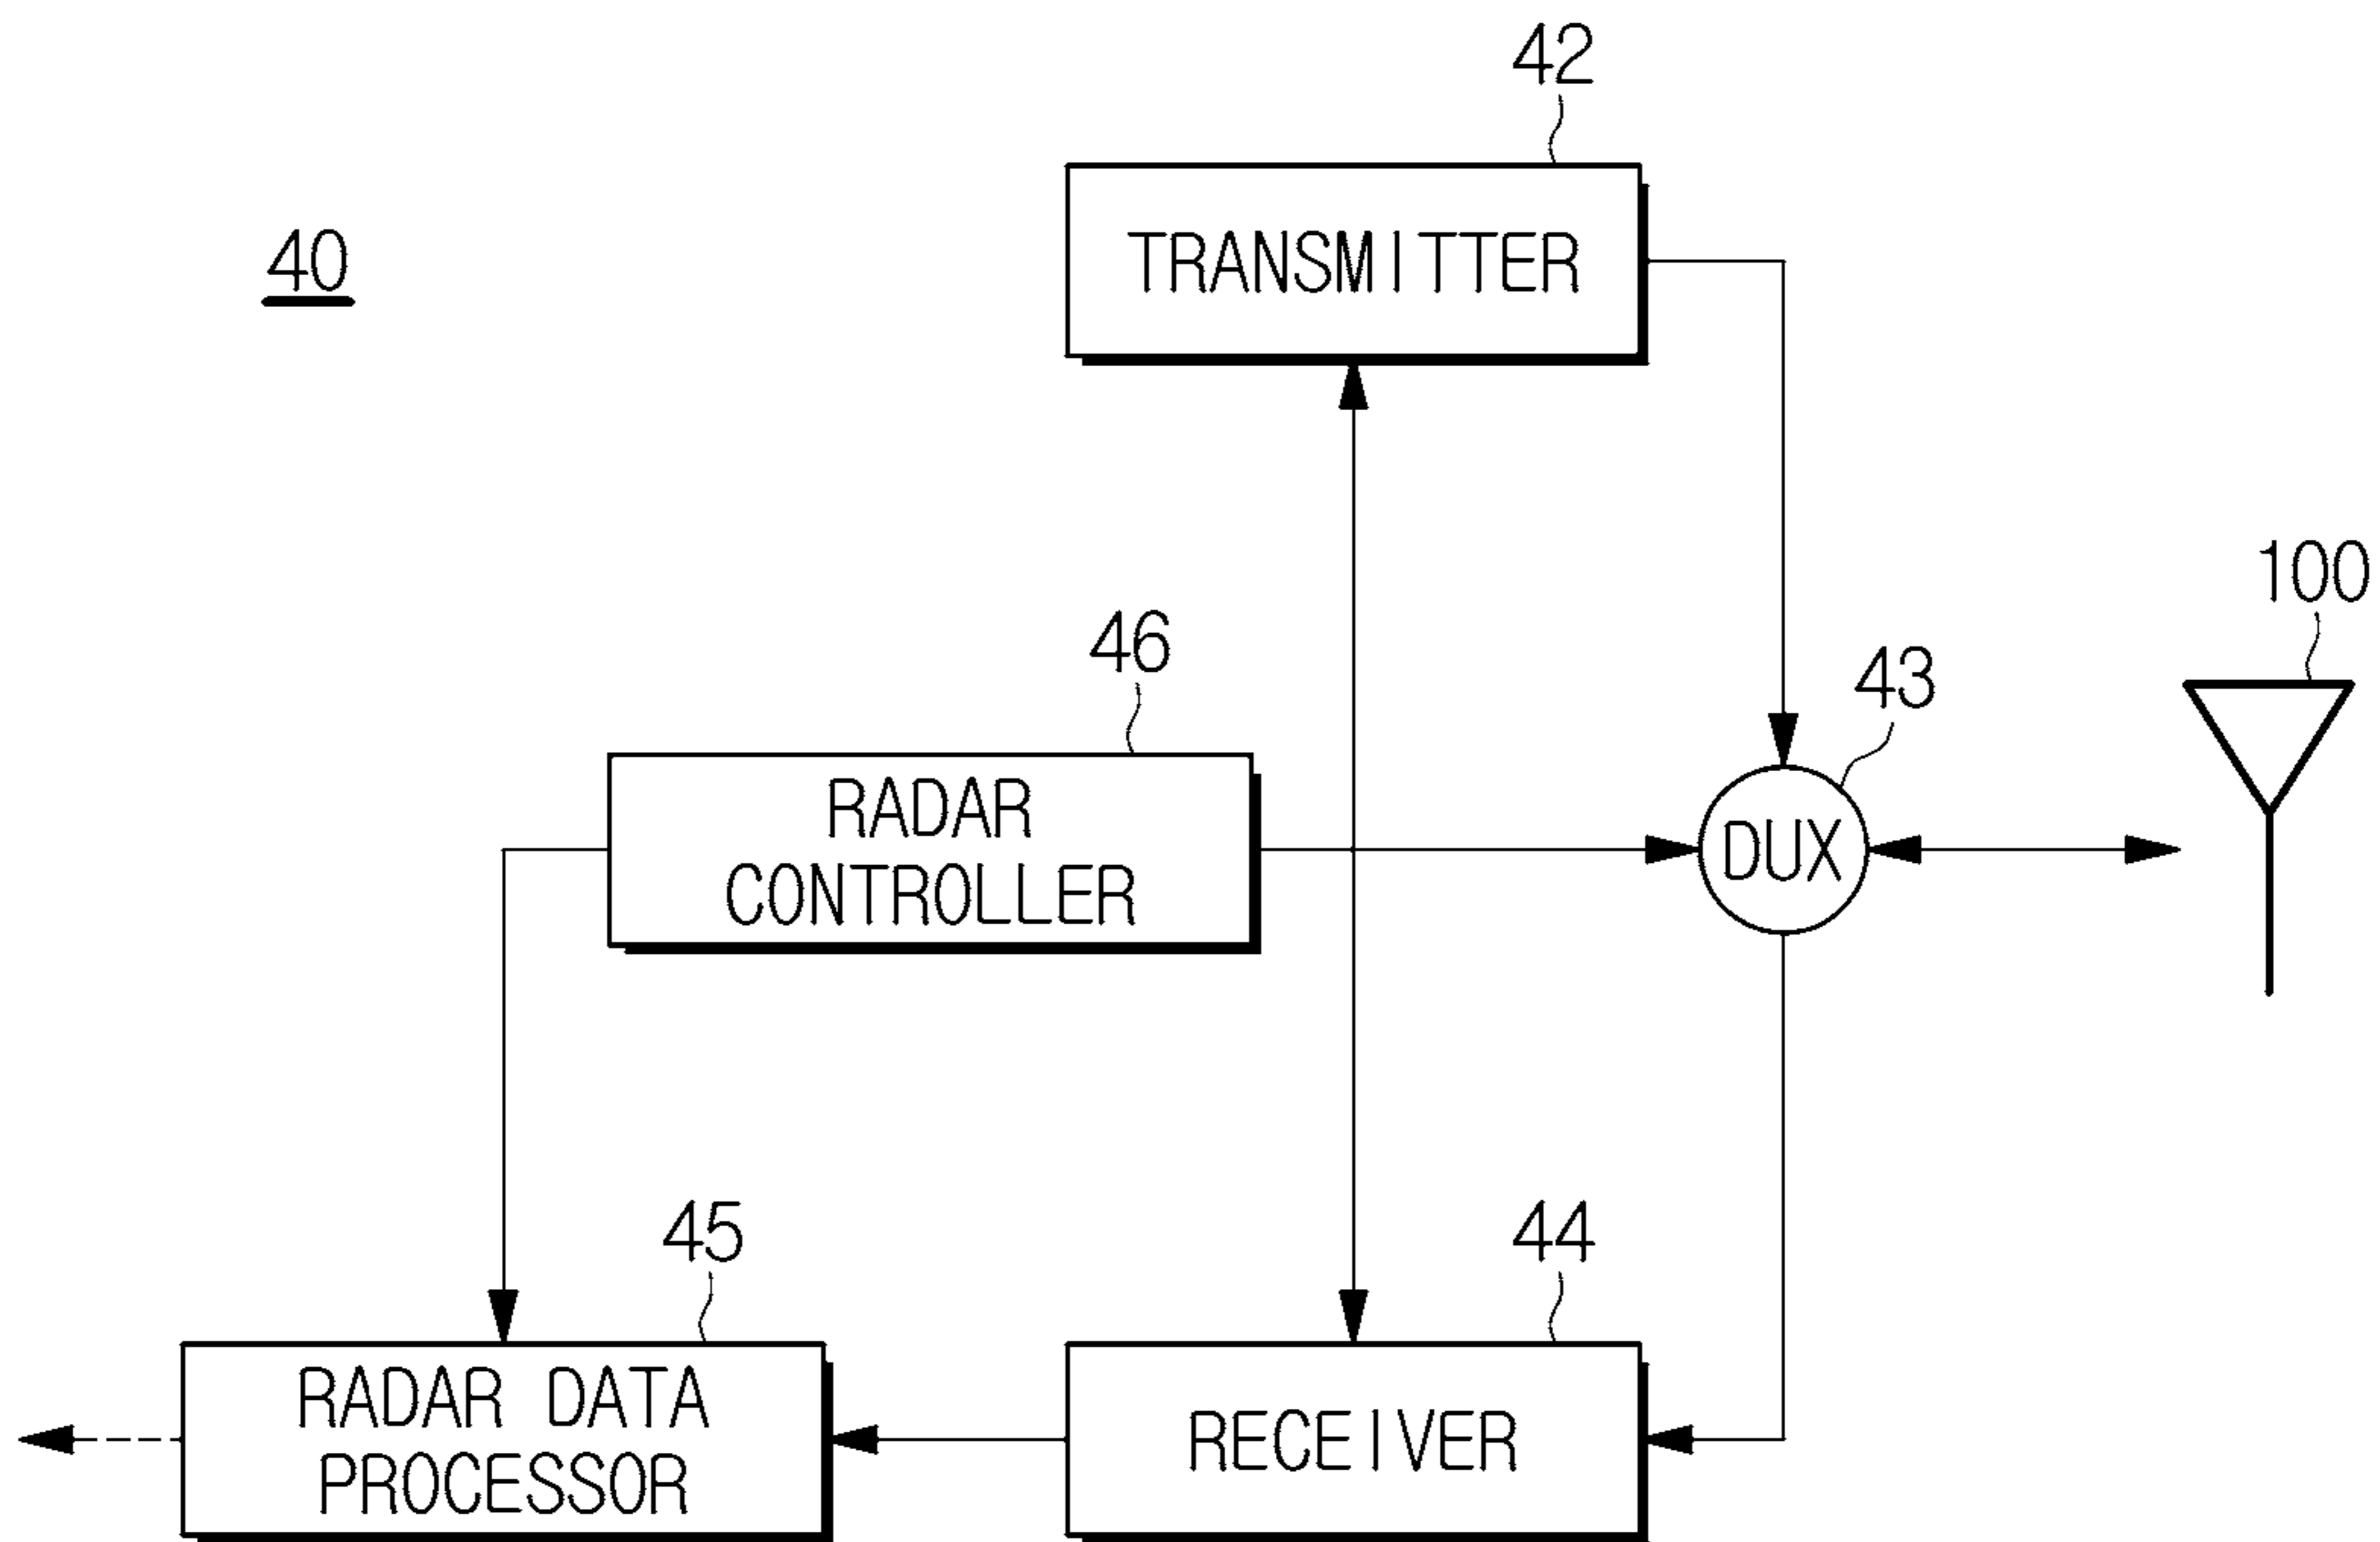 42
TRANSMITTER
40
100
46
43
RADAR
CONTROLLER
DUX
45
44
RADAR DATA
PROCESSOR
RECEIVER